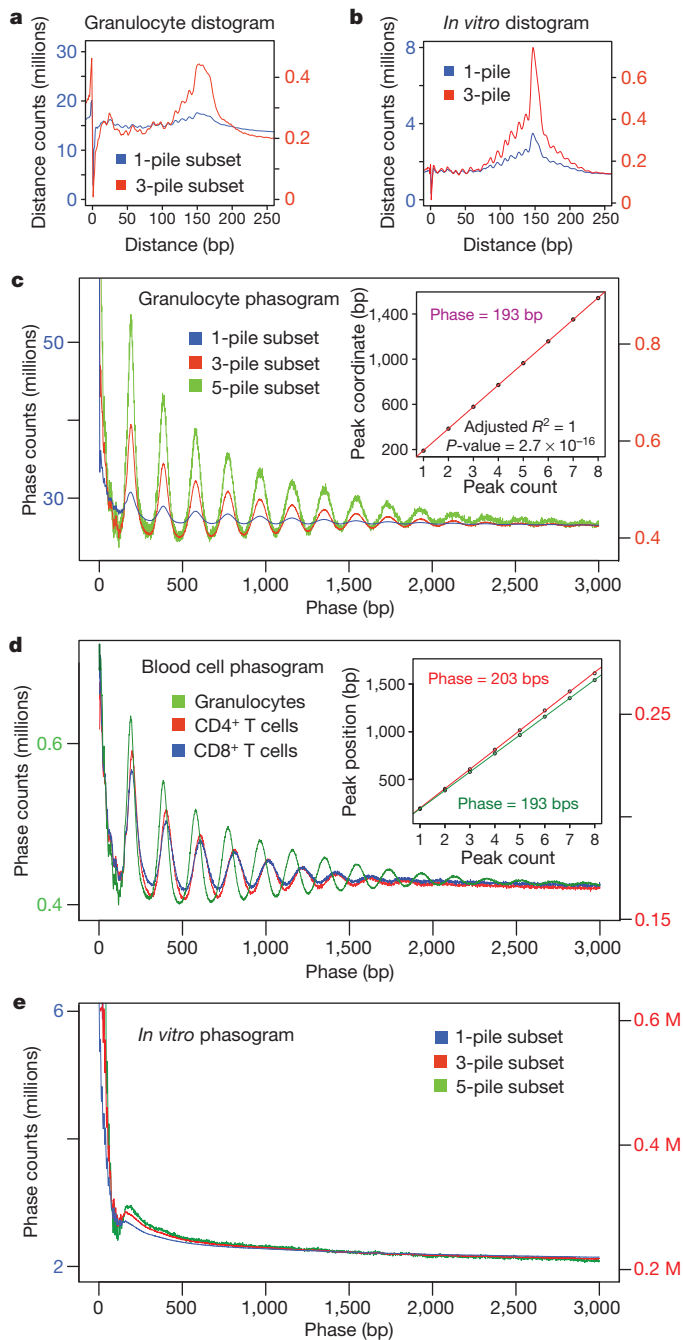 a
Granulocyte distogram
Distance counts (millions)
30
25
20
15
10
5
0
0.4
0.2
0
1-pile subset
3-pile subset
0 50 100 150 200 250
Distance (bp)
b
In vitro distogram
Distance counts (millions)
8
4
2
0
0.6
0.4
0.2
0
1-pile
3-pile
0 50 100 150 200 250
Distance (bp)
c
Granulocyte phasogram
1-pile subset
3-pile subset
5-pile subset
Phase counts (millions)
50
30
0.8
0.6
0.4
0 500 1,000 1,500 2,000 2,500 3,000
Phase (bp)
Peak coordinate (bp)
1,400
1,000
600
200
Phase = 193 bp
Adjusted R² = 1
P-value = 2.7 × 10⁻¹⁶
1 2 3 4 5 6 7 8
Peak count
d
Blood cell phasogram
Granulocytes
CD4⁺ T cells
CD8⁺ T cells
Phase counts (millions)
0.6
0.4
0.25
0.15
0 500 1,000 1,500 2,000 2,500 3,000
Phase (bp)
Peak position (bp)
1,500
1,000
500
Phase = 203 bps
Phase = 193 bps
1 2 3 4 5 6 7 8
Peak count
e
In vitro phasogram
1-pile subset
3-pile subset
5-pile subset
Phase counts (millions)
6
2
0.6 M
0.4 M
0.2 M
0 500 1,000 1,500 2,000 2,500 3,000
Phase (bp)